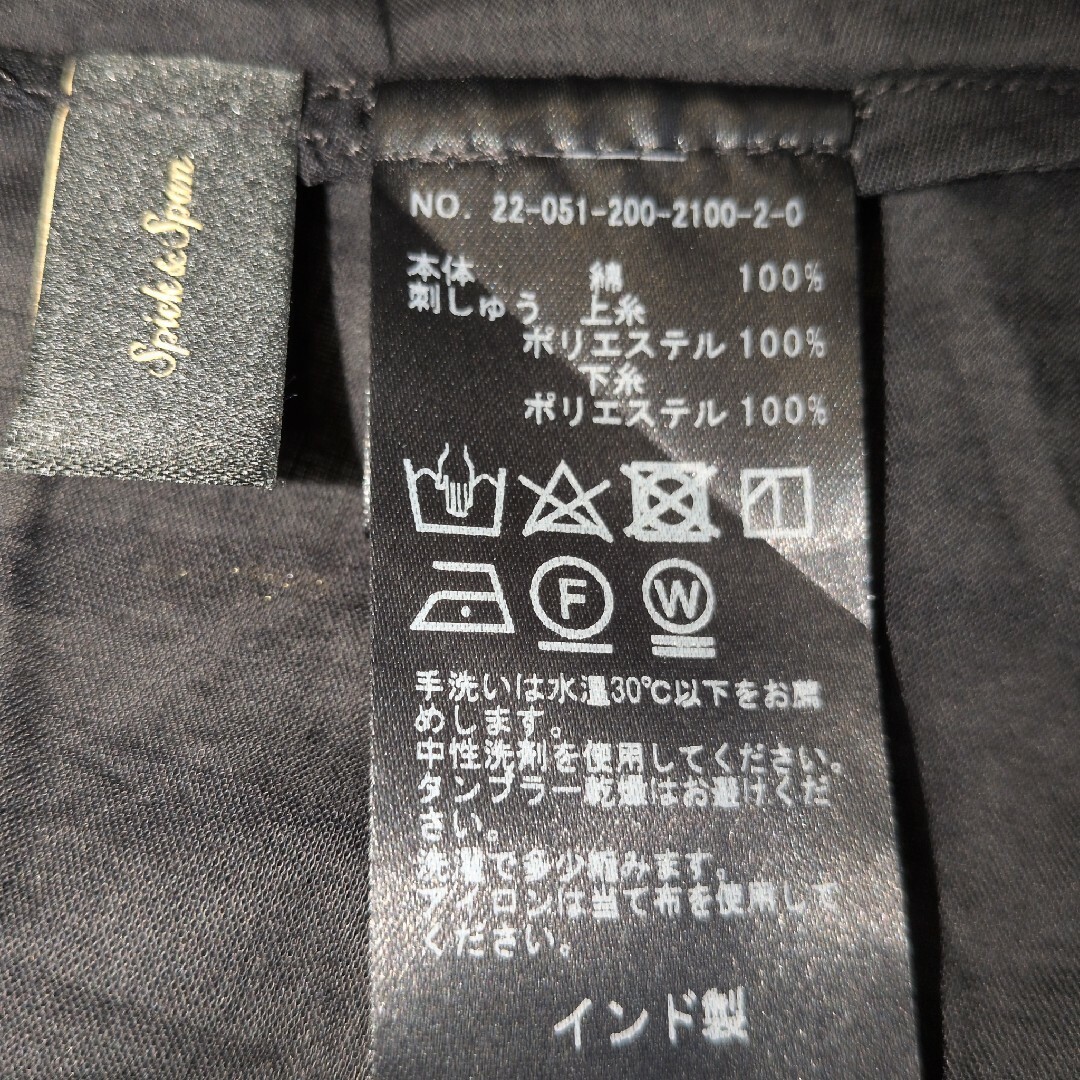 Spick & Span
NO. 22-051-200-2100-2-0
本体 綿 100%
刺しゅう 上糸
ポリエステル 100%
下糸
ポリエステル 100%
F
W
手洗いは水温30℃以下をお薦
めします。
中性洗剤を使用してください。
タンブラー乾燥はお避けくだ
さい。
洗濯で多少縮みます。
アイロンは当て布を使用して
ください。
インド製